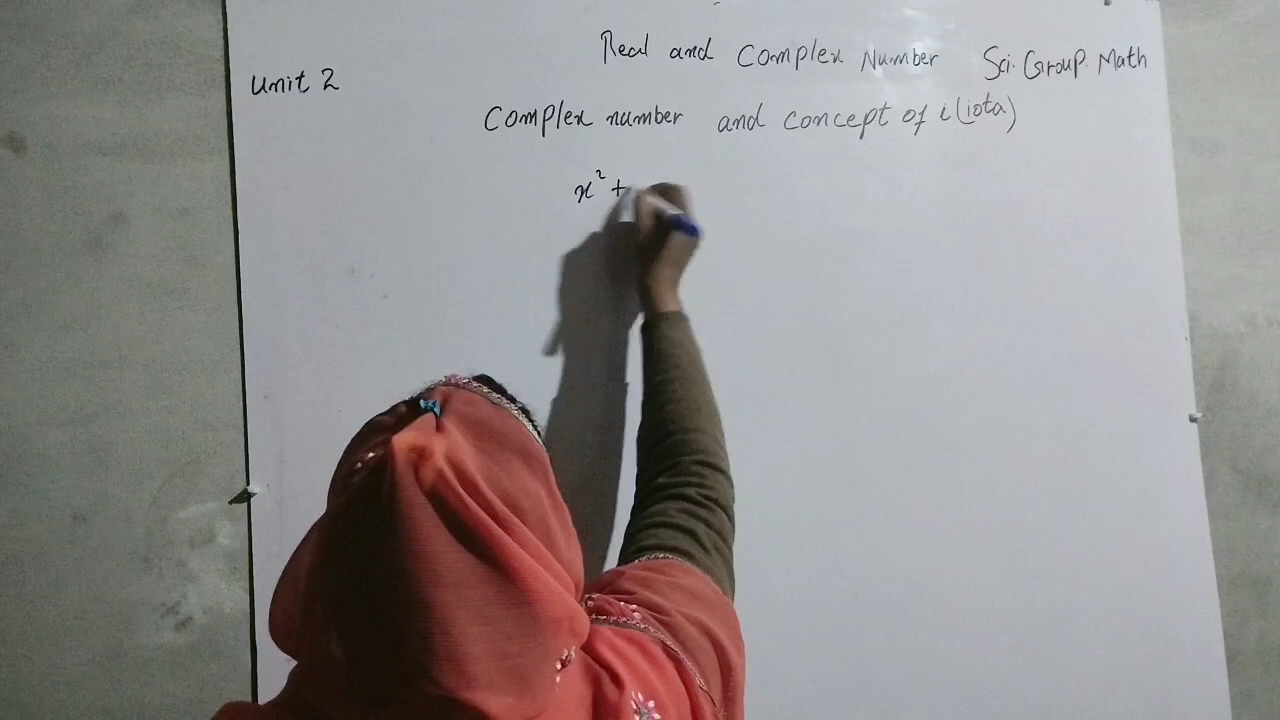 Real and Complex Number Sci. Group. Math
Unit 2
Complex number and concept of i (iota)
x² +